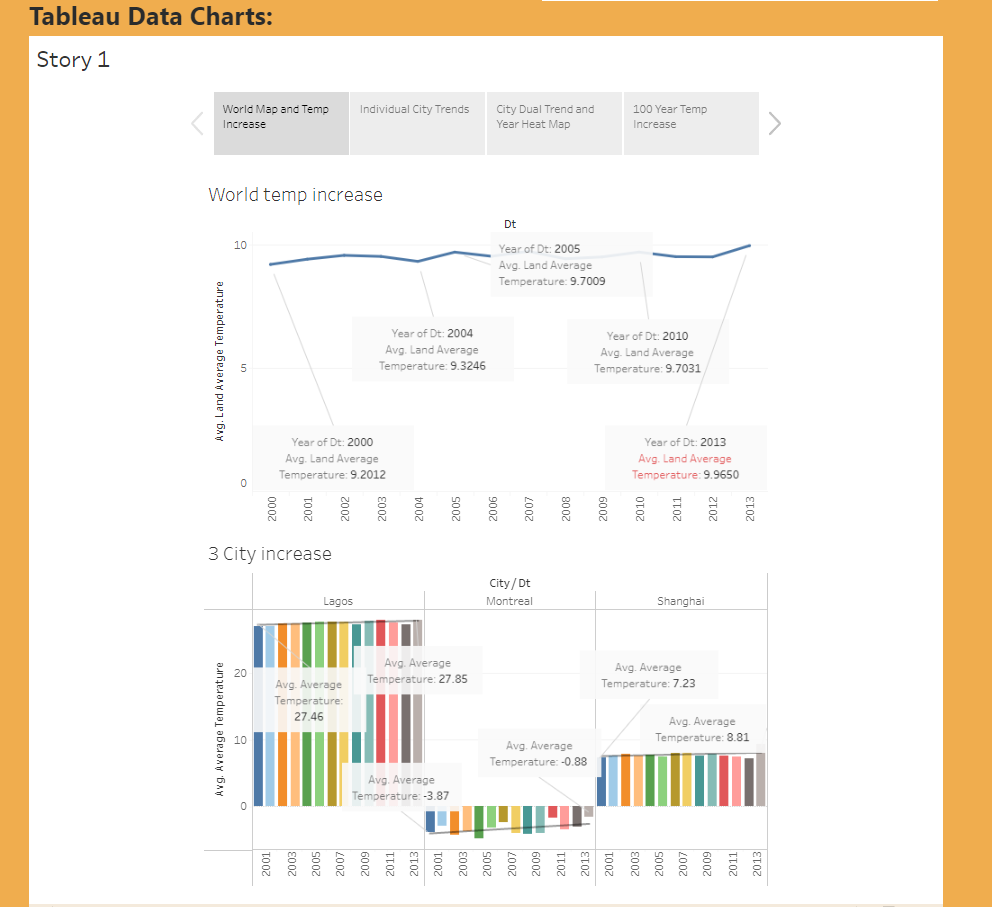 Tableau Data Charts:
Story 1
World Map and Temp
Increase
Individual City Trends
City Dual Trend and
Year Heat Map
100 Year Temp
Increase
World temp increase
Dt
10
5
0
Avg. Land Average Temperature
Year of Dt: 2005
Avg. Land Average
Temperature: 9.7009
Year of Dt: 2004
Avg. Land Average
Temperature: 9.3246
Year of Dt: 2010
Avg. Land Average
Temperature: 9.7031
Year of Dt: 2000
Avg. Land Average
Temperature: 9.2012
Year of Dt: 2013
Avg. Land Average
Temperature: 9.9650
2000 2001 2002 2003 2004 2005 2006 2007 2008 2009 2010 2011 2012 2013
3 City increase
City / Dt
Lagos Montreal Shanghai
20
10
0
Avg. Average Temperature
Avg. Average
Temperature:
27.46
Avg. Average
Temperature: 27.85
Avg. Average
Temperature: -3.87
Avg. Average
Temperature: -0.88
Avg. Average
Temperature: 7.23
Avg. Average
Temperature: 8.81
2001 2003 2005 2007 2009 2011 2013 2001 2003 2005 2007 2009 2011 2013 2001 2003 2005 2007 2009 2011 2013